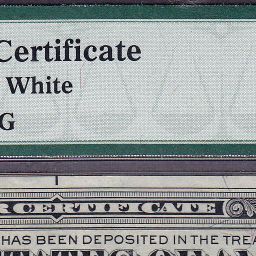 Certificate
White
G
R CERTIFICATE
HAS BEEN DEPOSITED IN THE TREA